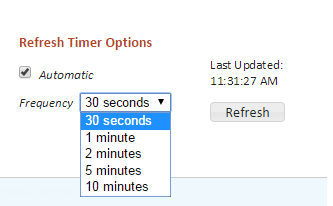 Refresh Timer Options
Automatic
Last Updated:
11:31:27 AM
Frequency 30 seconds
Refresh
30 seconds
1 minute
2 minutes
5 minutes
10 minutes